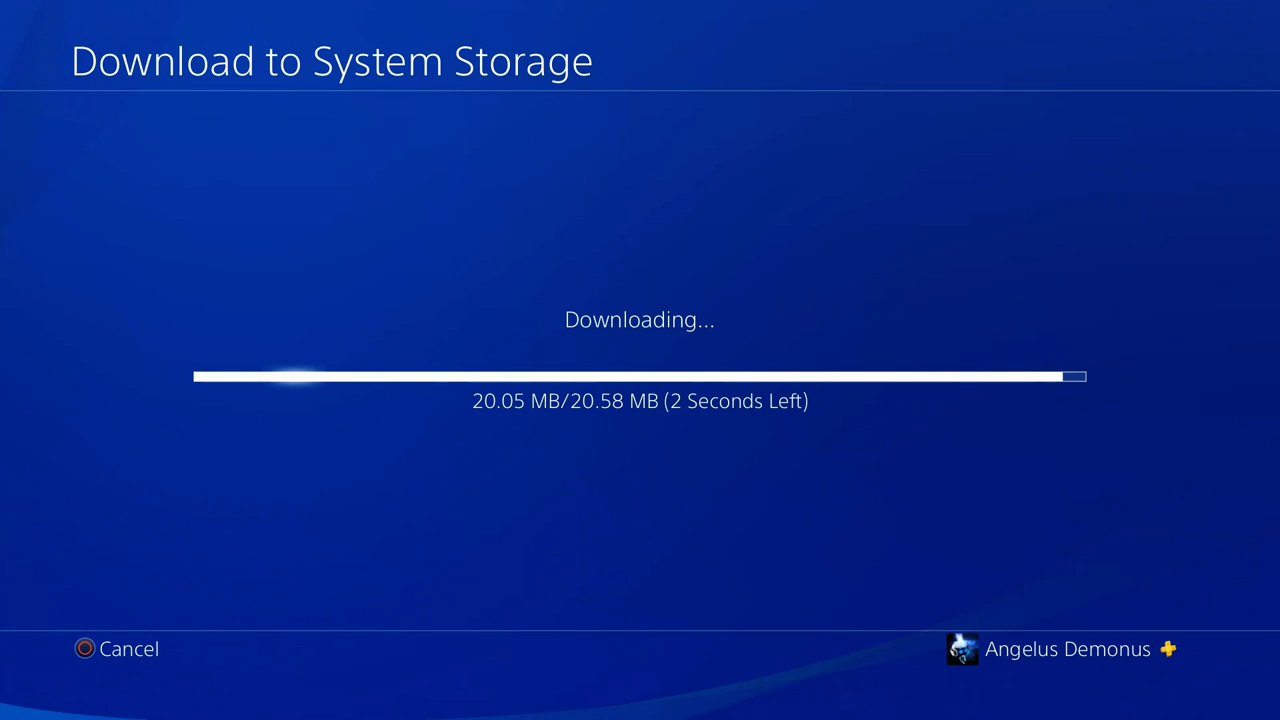 Download to System Storage
Downloading...
20.05 MB/20.58 MB (2 Seconds Left)
Cancel
Angelus Demonus